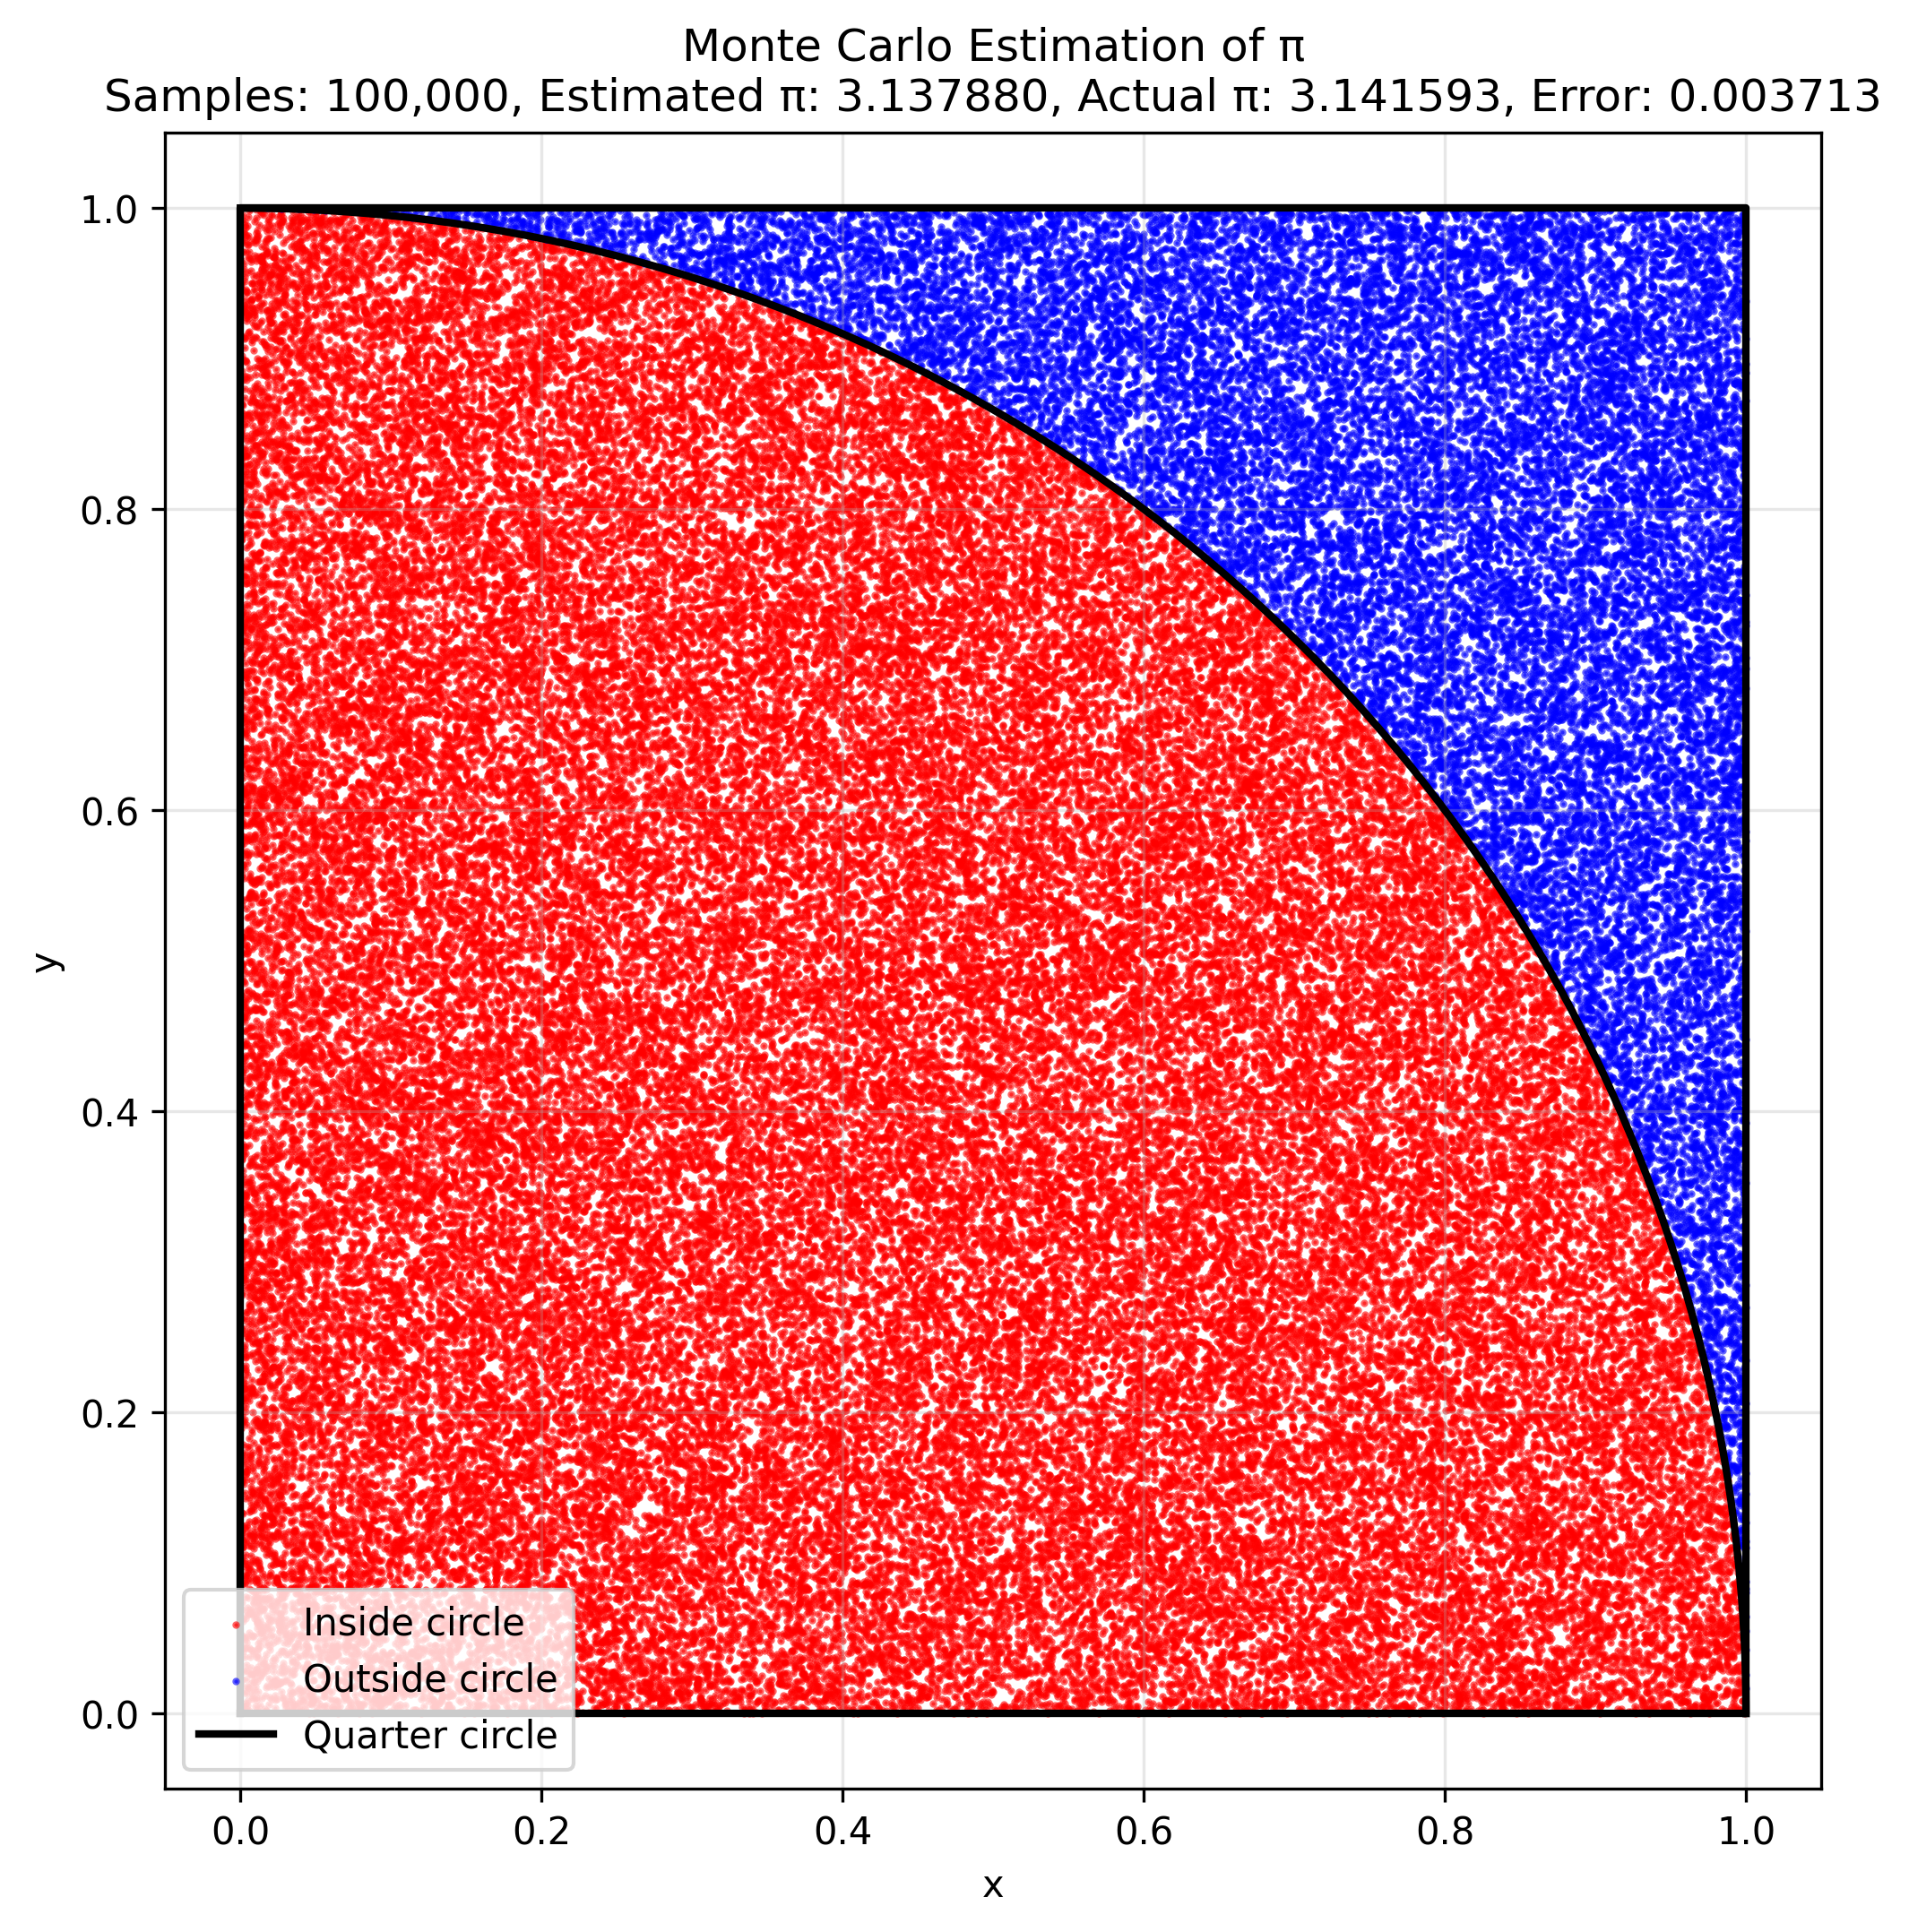 Monte Carlo Estimation of π
Samples: 100,000, Estimated π: 3.137880, Actual π: 3.141593, Error: 0.003713
1.0
0.8
0.6
0.4
0.2
0.0
y
Inside circle
Outside circle
Quarter circle
0.0 0.2 0.4 0.6 0.8 1.0
x